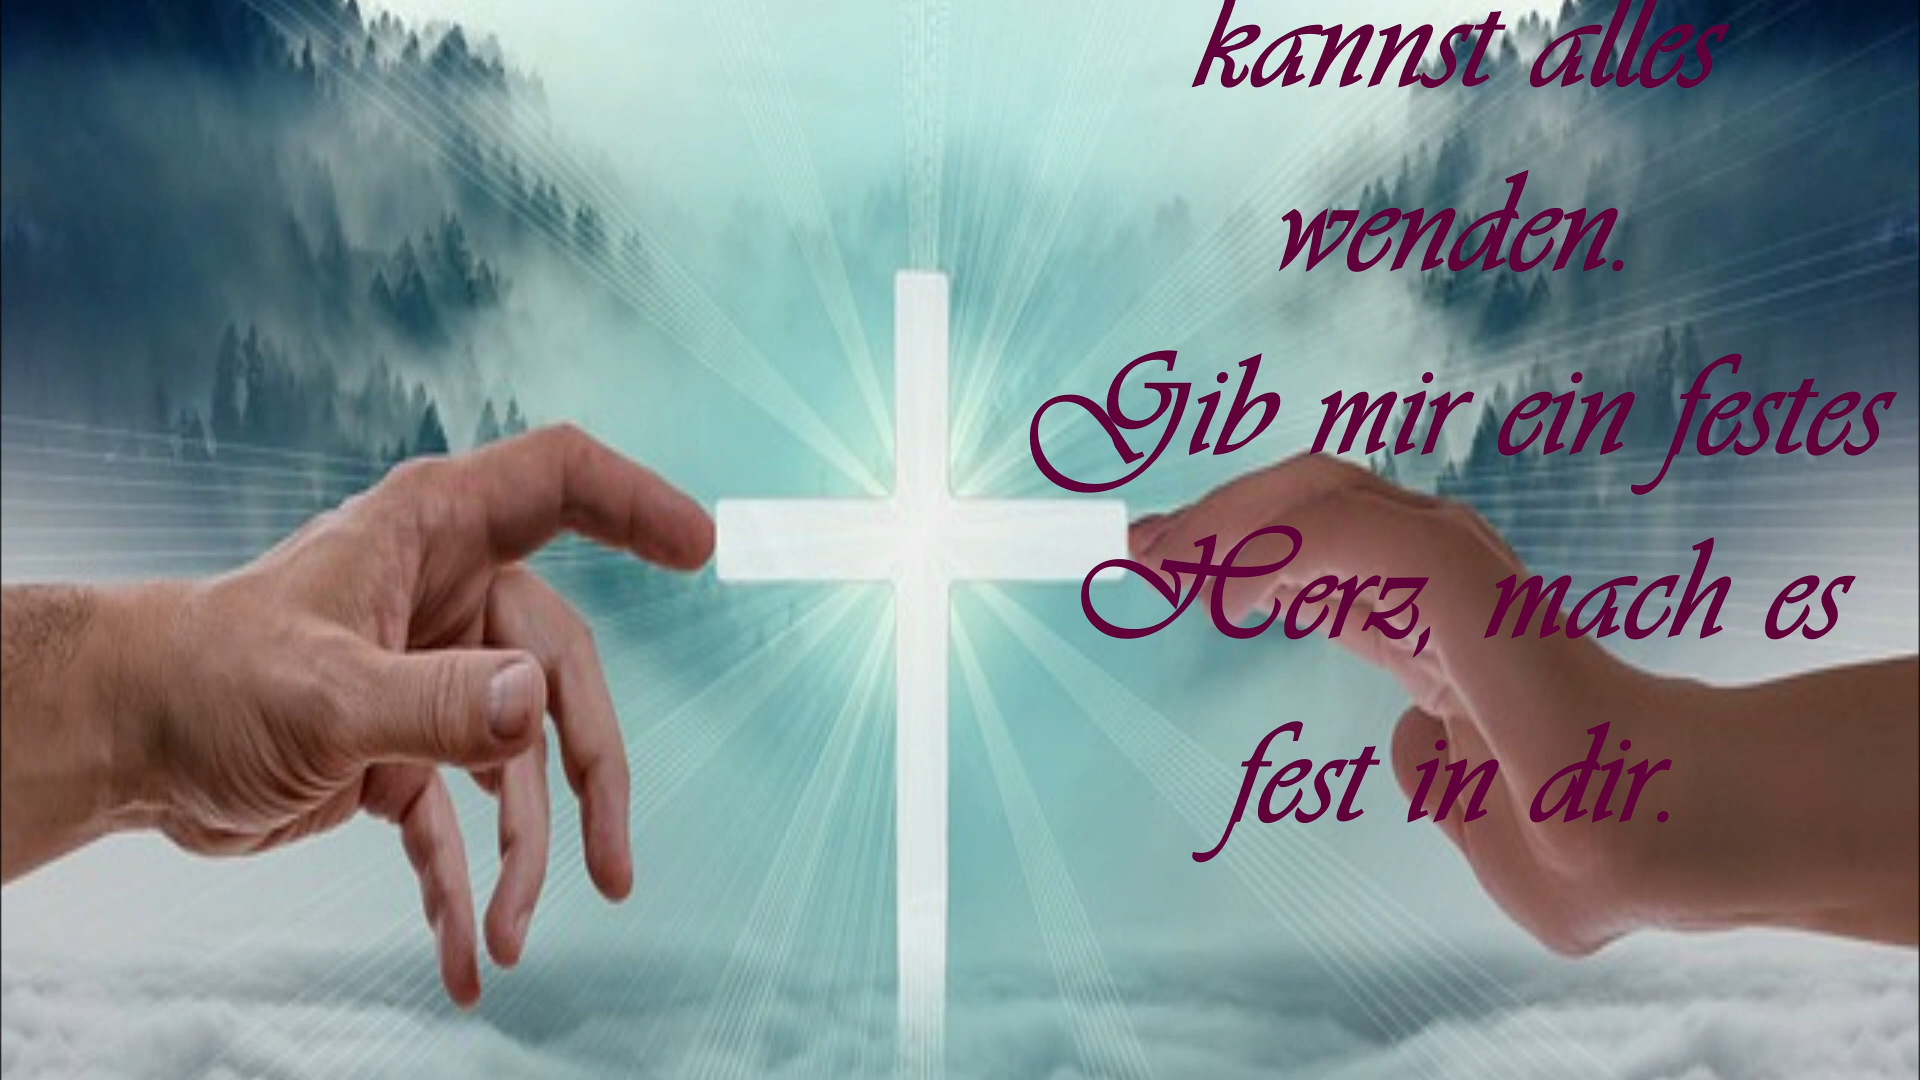 kannst alles
wenden.
Gib mir ein festes
Herz, mach es
fest in dir.